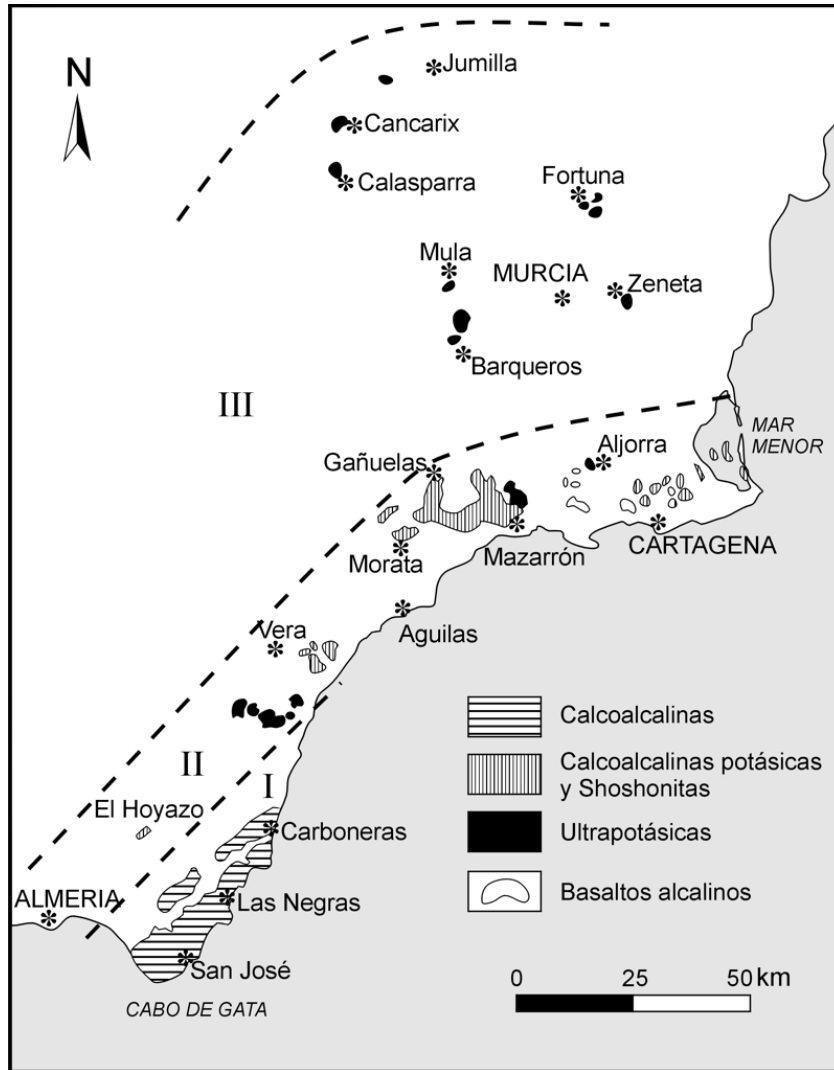 Jumilla
N
Cancarix
Calasparra
Fortuna
Mula
MURCIA
Zeneta
Barqueros
III
MAR
MENOR
Aljorra
Gañuelas
Morata
Mazarrón
CARTAGENA
Aguilas
Vera
II
I
El Hoyazo
Carboneras
ALMERIA
Las Negras
San José
CABO DE GATA
Calcoalcalinas
Calcoalcalinas potásicas
y Shoshonitas
Ultrapotásicas
Basaltos alcalinos
0 25 50 km